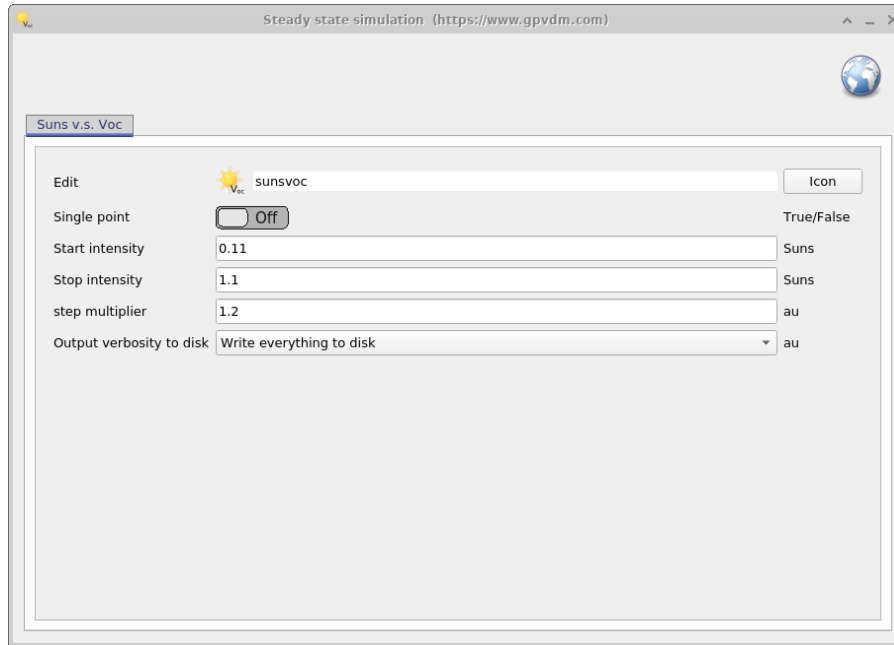 Steady state simulation (https://www.gpvdm.com)
Suns v.s. Voc
Edit Voc sunsvoc Icon
Single point Off True/False
Start intensity 0.11 Suns
Stop intensity 1.1 Suns
step multiplier 1.2 au
Output verbosity to disk Write everything to disk au